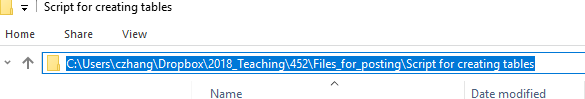 Script for creating tables
Home Share View
C:\Users\czhang\Dropbox\2018_Teaching\452\Files_for_posting\Script for creating tables
Name Date modified